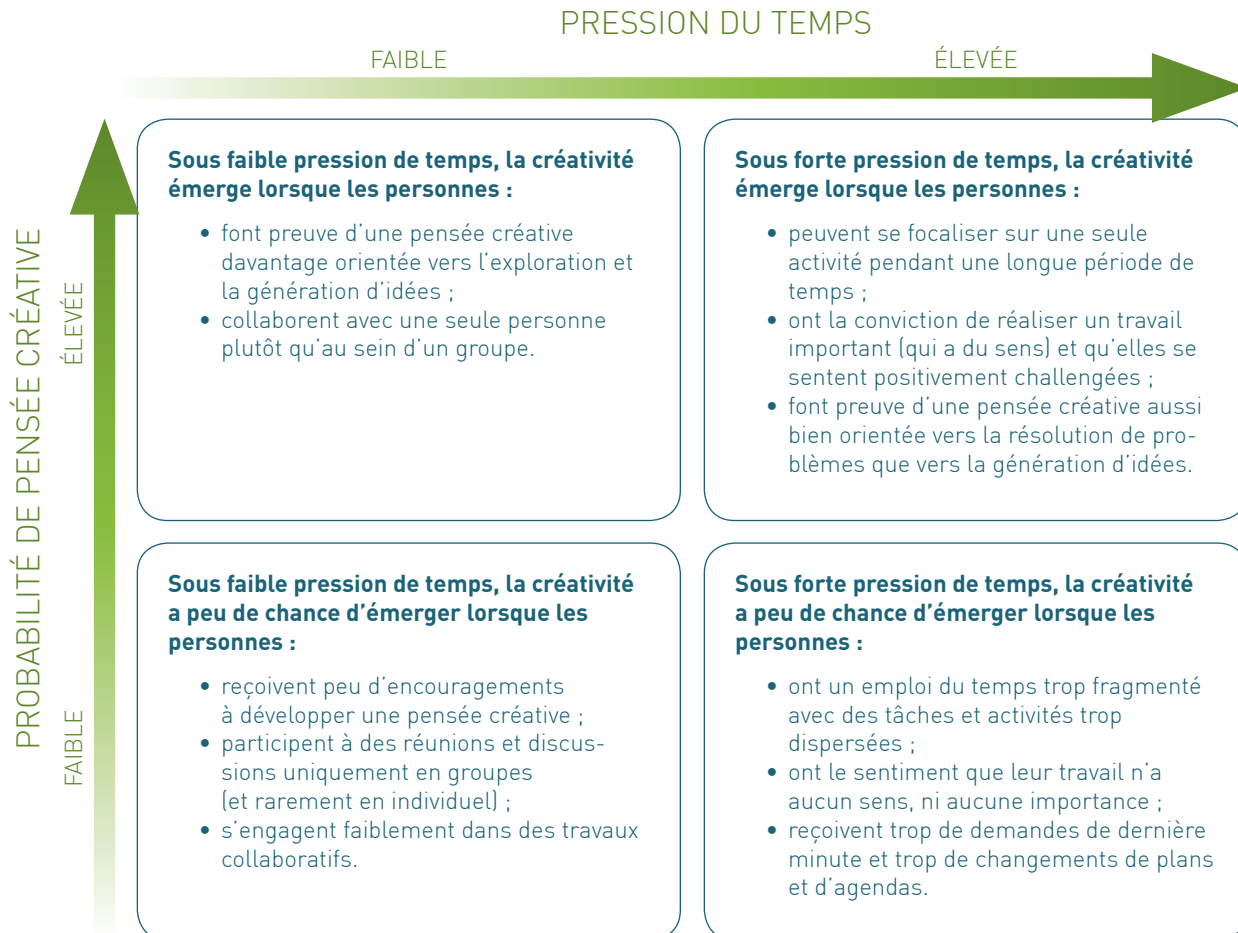 PRESSION DU TEMPS
FAIBLE
ÉLEVÉE
PROBABILITÉ DE PENSÉE CRÉATIVE
ÉLEVÉE
FAIBLE
Sous faible pression de temps, la créativité
émerge lorsque les personnes :
• font preuve d'une pensée créative
davantage orientée vers l'exploration et
la génération d'idées ;
• collaborent avec une seule personne
plutôt qu'au sein d'un groupe.
Sous forte pression de temps, la créativité
émerge lorsque les personnes :
• peuvent se focaliser sur une seule
activité pendant une longue période de
temps ;
• ont la conviction de réaliser un travail
important (qui a du sens) et qu'elles se
sentent positivement challengées ;
• font preuve d'une pensée créative aussi
bien orientée vers la résolution de pro-
blèmes que vers la génération d'idées.
Sous faible pression de temps, la créativité
a peu de chance d'émerger lorsque les
personnes :
• reçoivent peu d'encouragements
à développer une pensée créative ;
• participent à des réunions et discus-
sions uniquement en groupes
(et rarement en individuel) ;
• s'engagent faiblement dans des travaux
collaboratifs.
Sous forte pression de temps, la créativité
a peu de chance d'émerger lorsque les
personnes :
• ont un emploi du temps trop fragmenté
avec des tâches et activités trop
dispersées ;
• ont le sentiment que leur travail n'a
aucun sens, ni aucune importance ;
• reçoivent trop de demandes de dernière
minute et trop de changements de plans
et d'agendas.